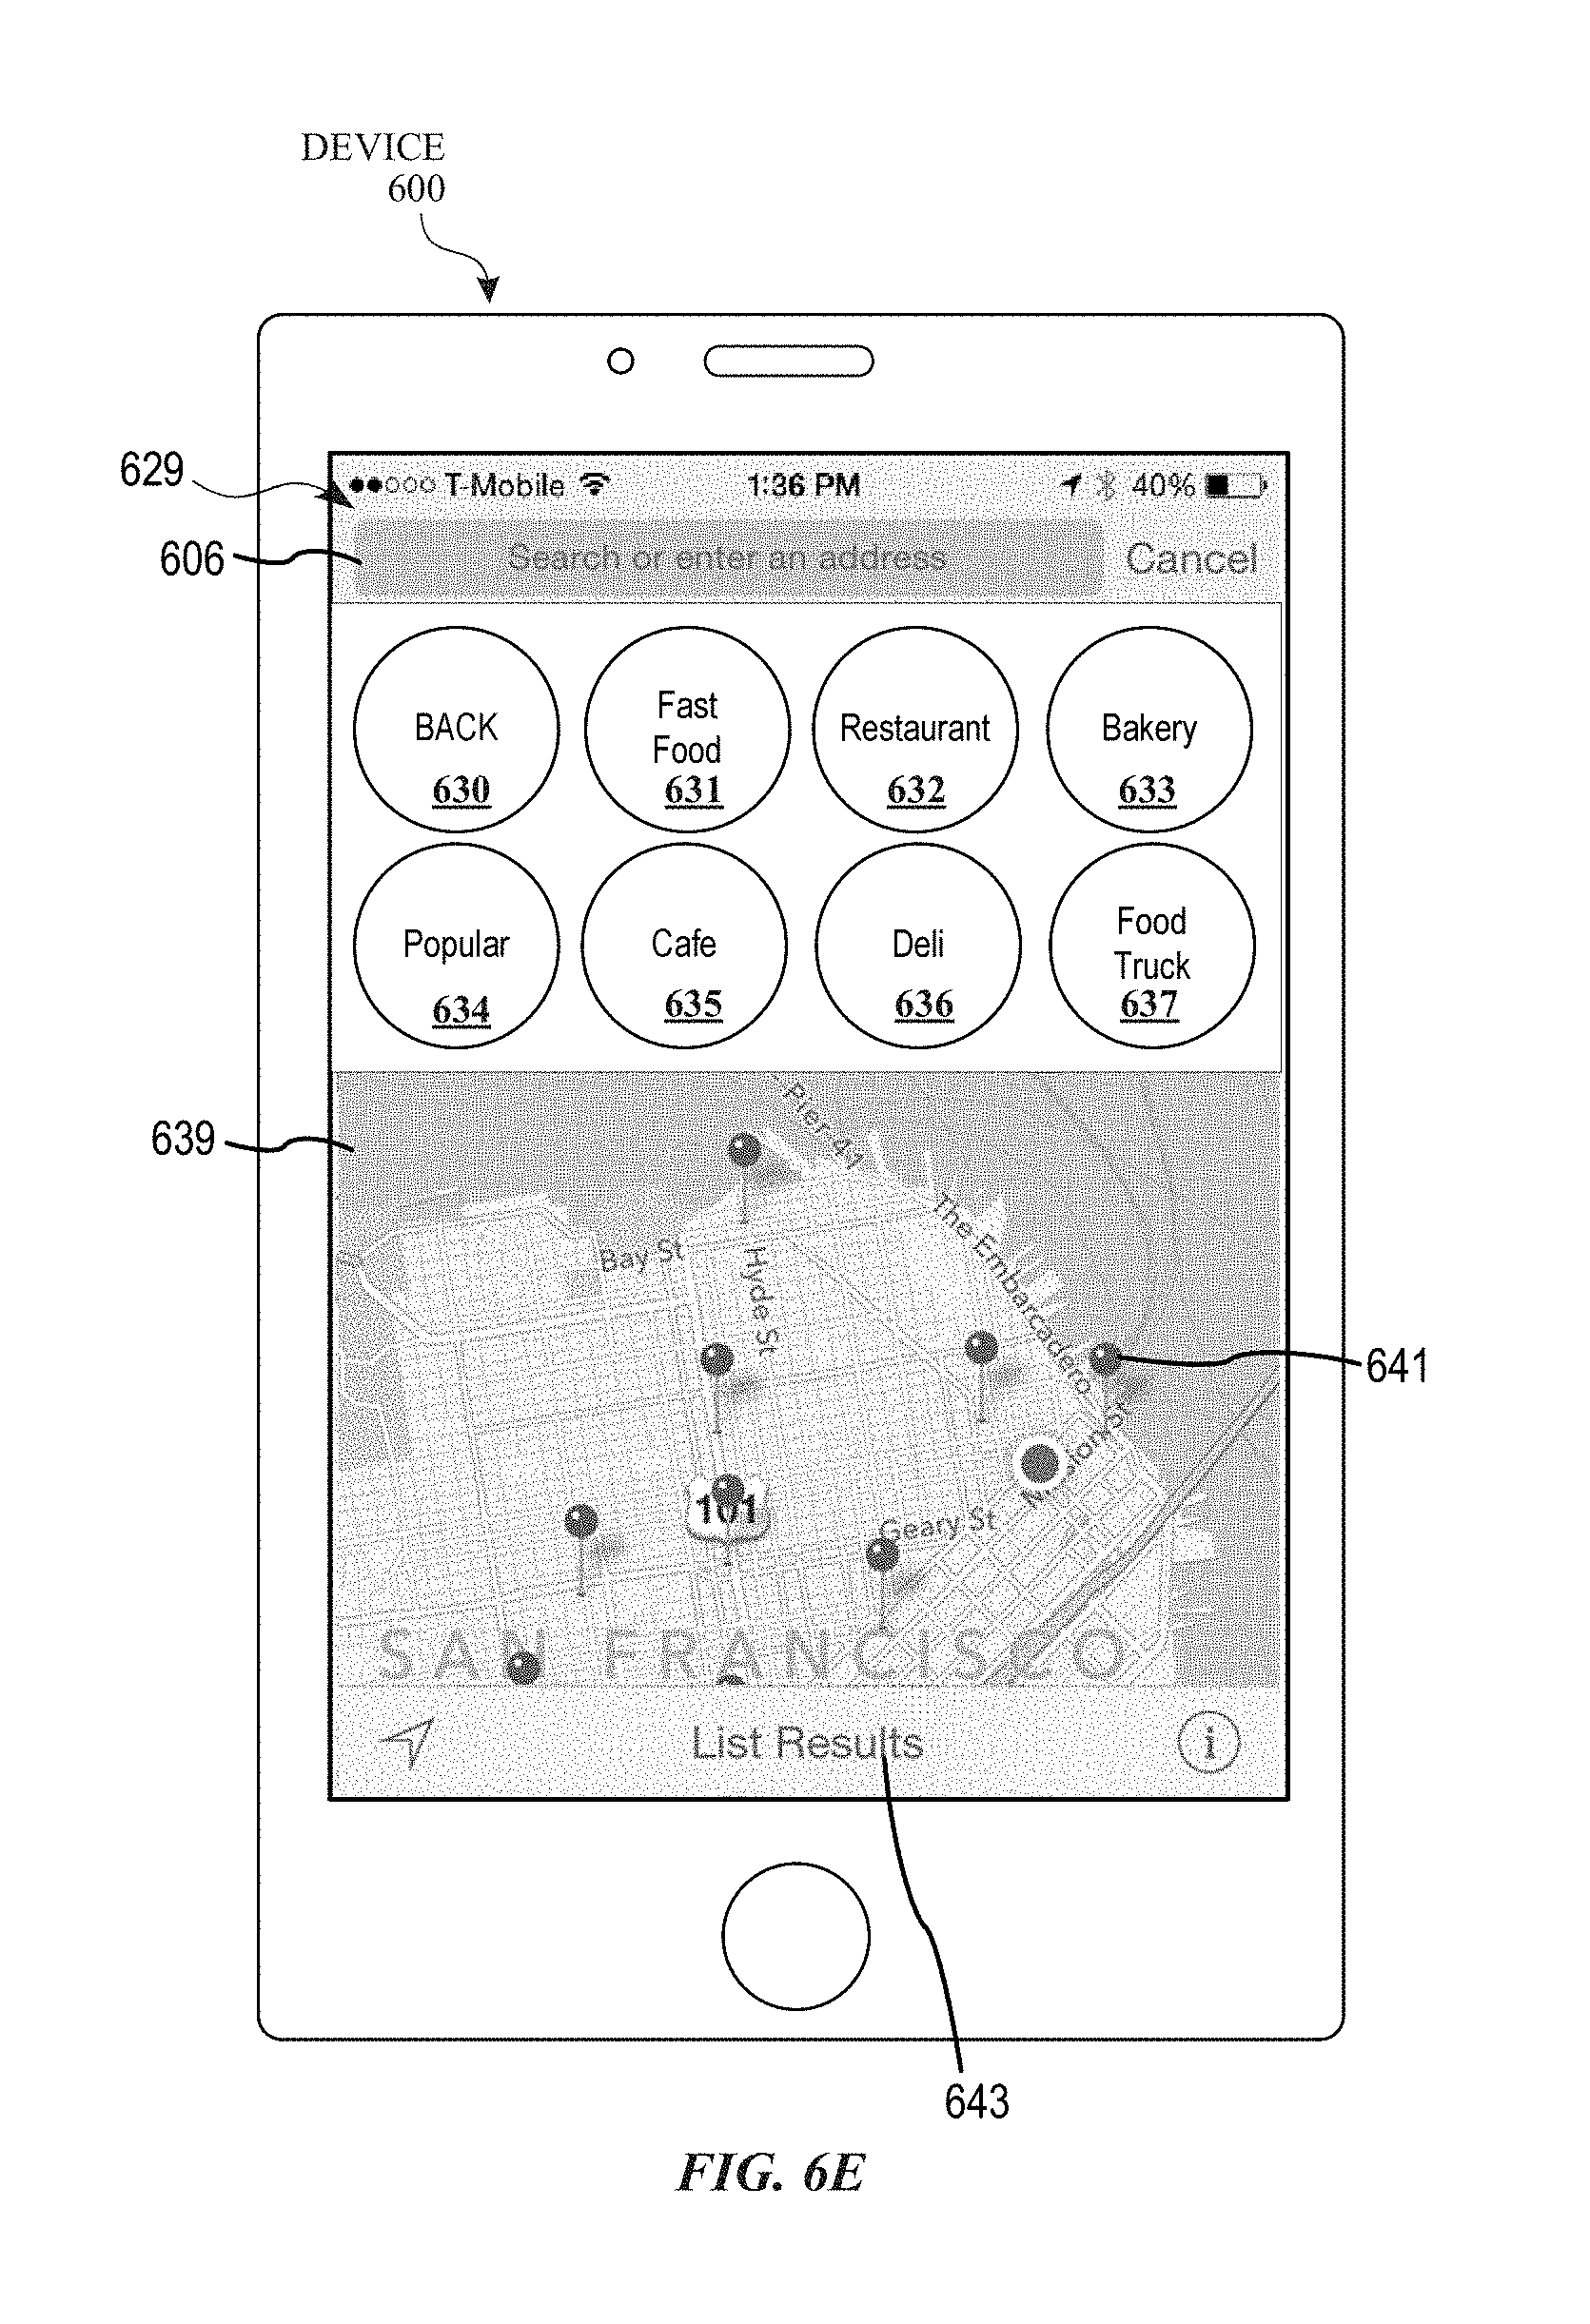 DEVICE
600
629
T-Mobile 1:36 PM 40%
606
Search or enter an address Cancel
BACK
630
Fast
Food
631
Restaurant
632
Bakery
633
Popular
634
Cafe
635
Deli
636
Food
Truck
637
639
Pier 41
The Embarcadero
Bay St
Hyde St
641
Mission St
101
Geary St
SAN FRANCISCO
List Results
i
643
FIG. 6E